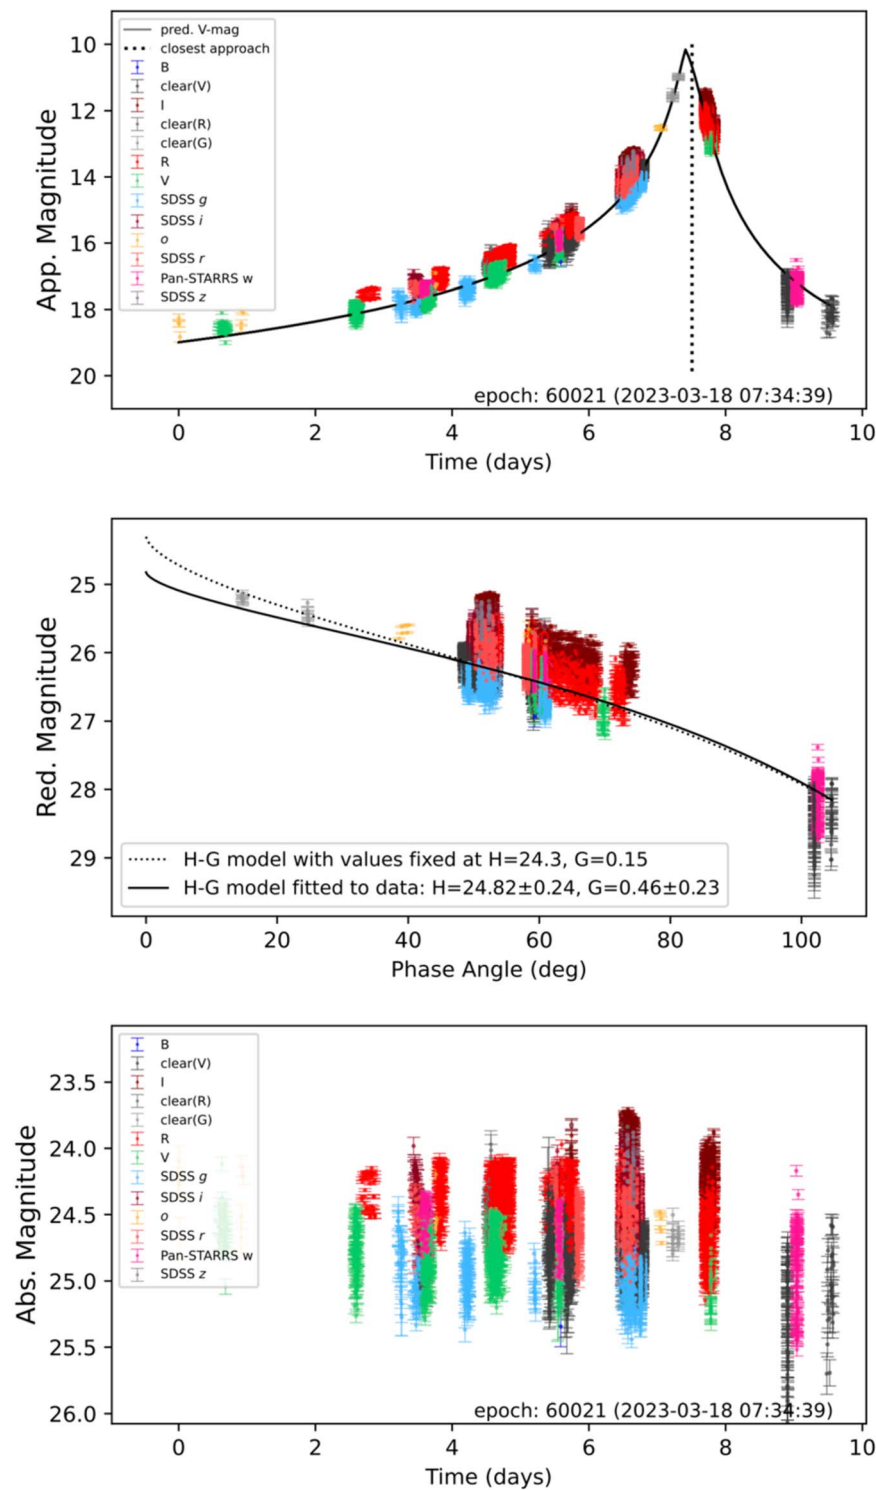 App. Magnitude
10
12
14
16
18
20
pred. V-mag
closest approach
B
clear(V)
I
clear(R)
clear(G)
R
V
SDSS g
SDSS i
o
SDSS r
Pan-STARRS w
SDSS z
epoch: 60021 (2023-03-18 07:34:39)
0 2 4 6 8 10
Time (days)
Red. Magnitude
25
26
27
28
29
H-G model with values fixed at H=24.3, G=0.15
H-G model fitted to data: H=24.82±0.24, G=0.46±0.23
0 20 40 60 80 100
Phase Angle (deg)
Abs. Magnitude
23.5
24.0
24.5
25.0
25.5
26.0
B
clear(V)
I
clear(R)
clear(G)
R
V
SDSS g
SDSS i
o
SDSS r
Pan-STARRS w
SDSS z
epoch: 60021 (2023-03-18 07:34:39)
0 2 4 6 8 10
Time (days)